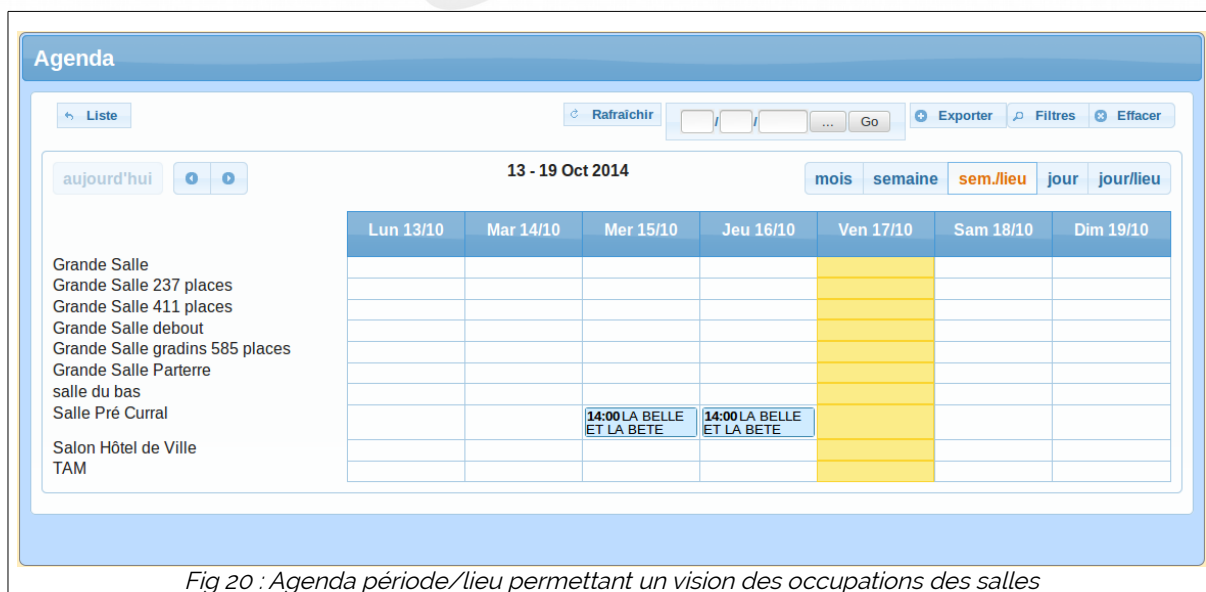 Agenda
Liste
Rafraîchir / / ... Go Exporter Filtres Effacer
aujourd'hui 13 - 19 Oct 2014 mois semaine sem./lieu jour jour/lieu
Lun 13/10 Mar 14/10 Mer 15/10 Jeu 16/10 Ven 17/10 Sam 18/10 Dim 19/10
Grande Salle
Grande Salle 237 places
Grande Salle 411 places
Grande Salle debout
Grande Salle gradins 585 places
Grande Salle Parterre
salle du bas
Salle Pré Curral
14:00 LA BELLE
ET LA BETE
14:00 LA BELLE
ET LA BETE
Salon Hôtel de Ville
TAM
Fig 20 : Agenda période/lieu permettant un vision des occupations des salles